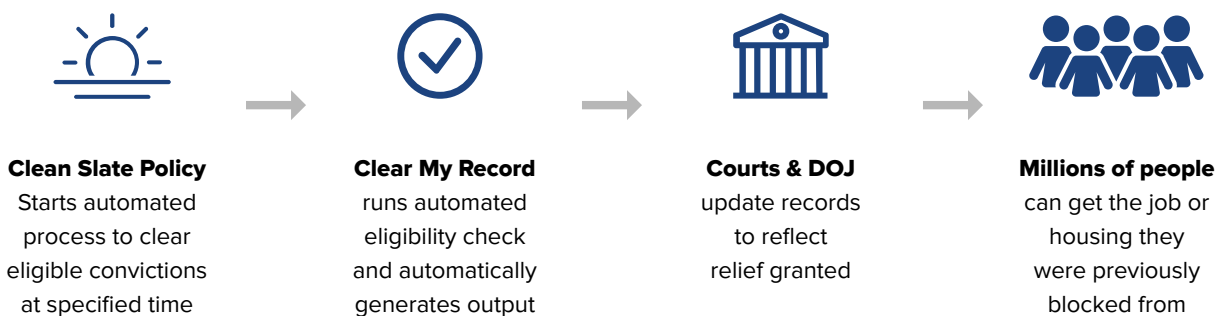 Clean Slate Policy
Starts automated
process to clear
eligible convictions
at specified time
Clear My Record
runs automated
eligibility check
and automatically
generates output
Courts & DOJ
update records
to reflect
relief granted
Millions of people
can get the job or
housing they
were previously
blocked from